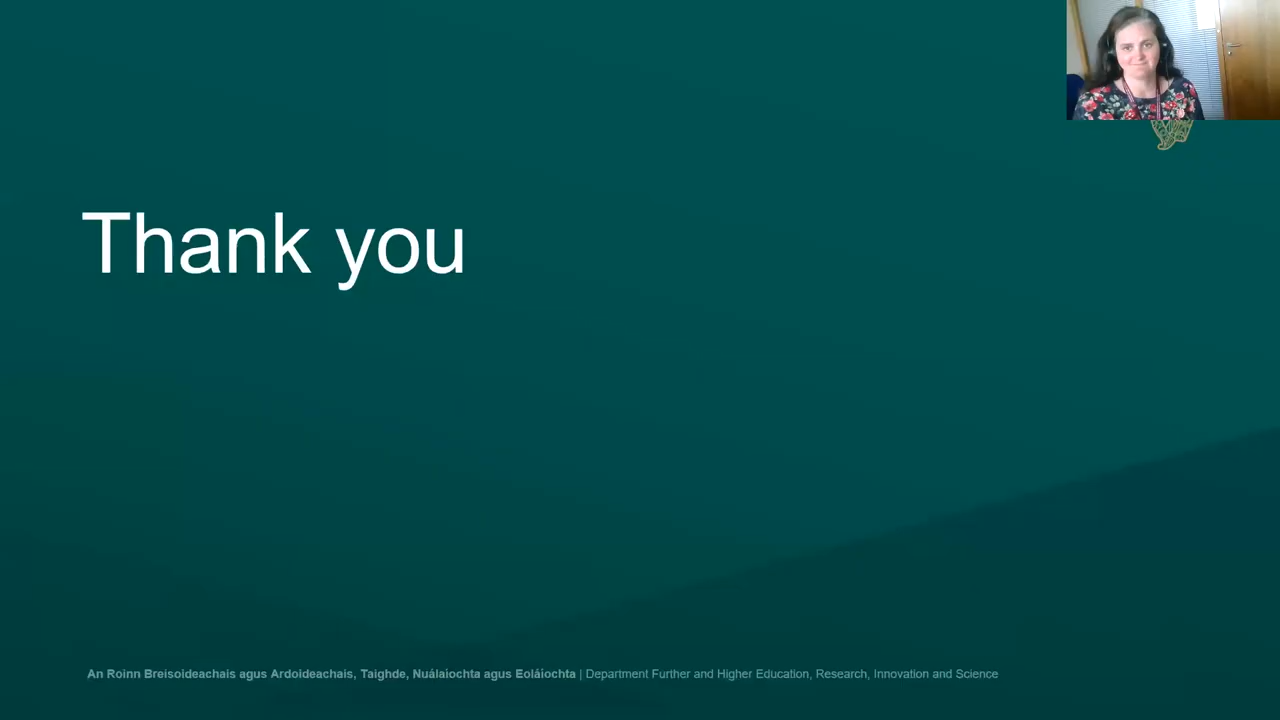 Thank you
An Roinn Breisoideachais agus Ardoideachais, Taighde, Nuálaíochta agus Eolaíochta | Department Further and Higher Education, Research, Innovation and Science